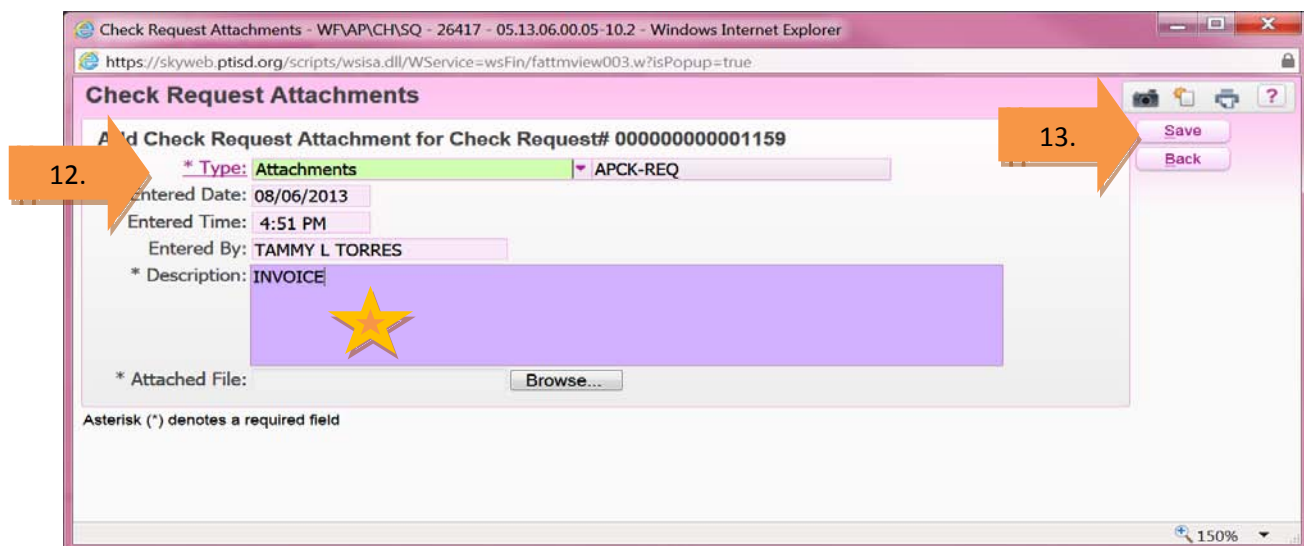 Check Request Attachments - WF\AP\CH\SQ - 26417 - 05.13.06.00.05-10.2 - Windows Internet Explorer
https://skyweb.ptisd.org/scripts/wsisa.dll/WService=wsFin/fattmview003.w?isPopup=true
Check Request Attachments
?
Add Check Request Attachment for Check Request# 000000000001159
13.
Save
12.
* Type: Attachments APCK-REQ
Back
Entered Date: 08/06/2013
Entered Time: 4:51 PM
Entered By: TAMMY L TORRES
* Description: INVOICE
* Attached File: Browse...
Asterisk (*) denotes a required field
150%